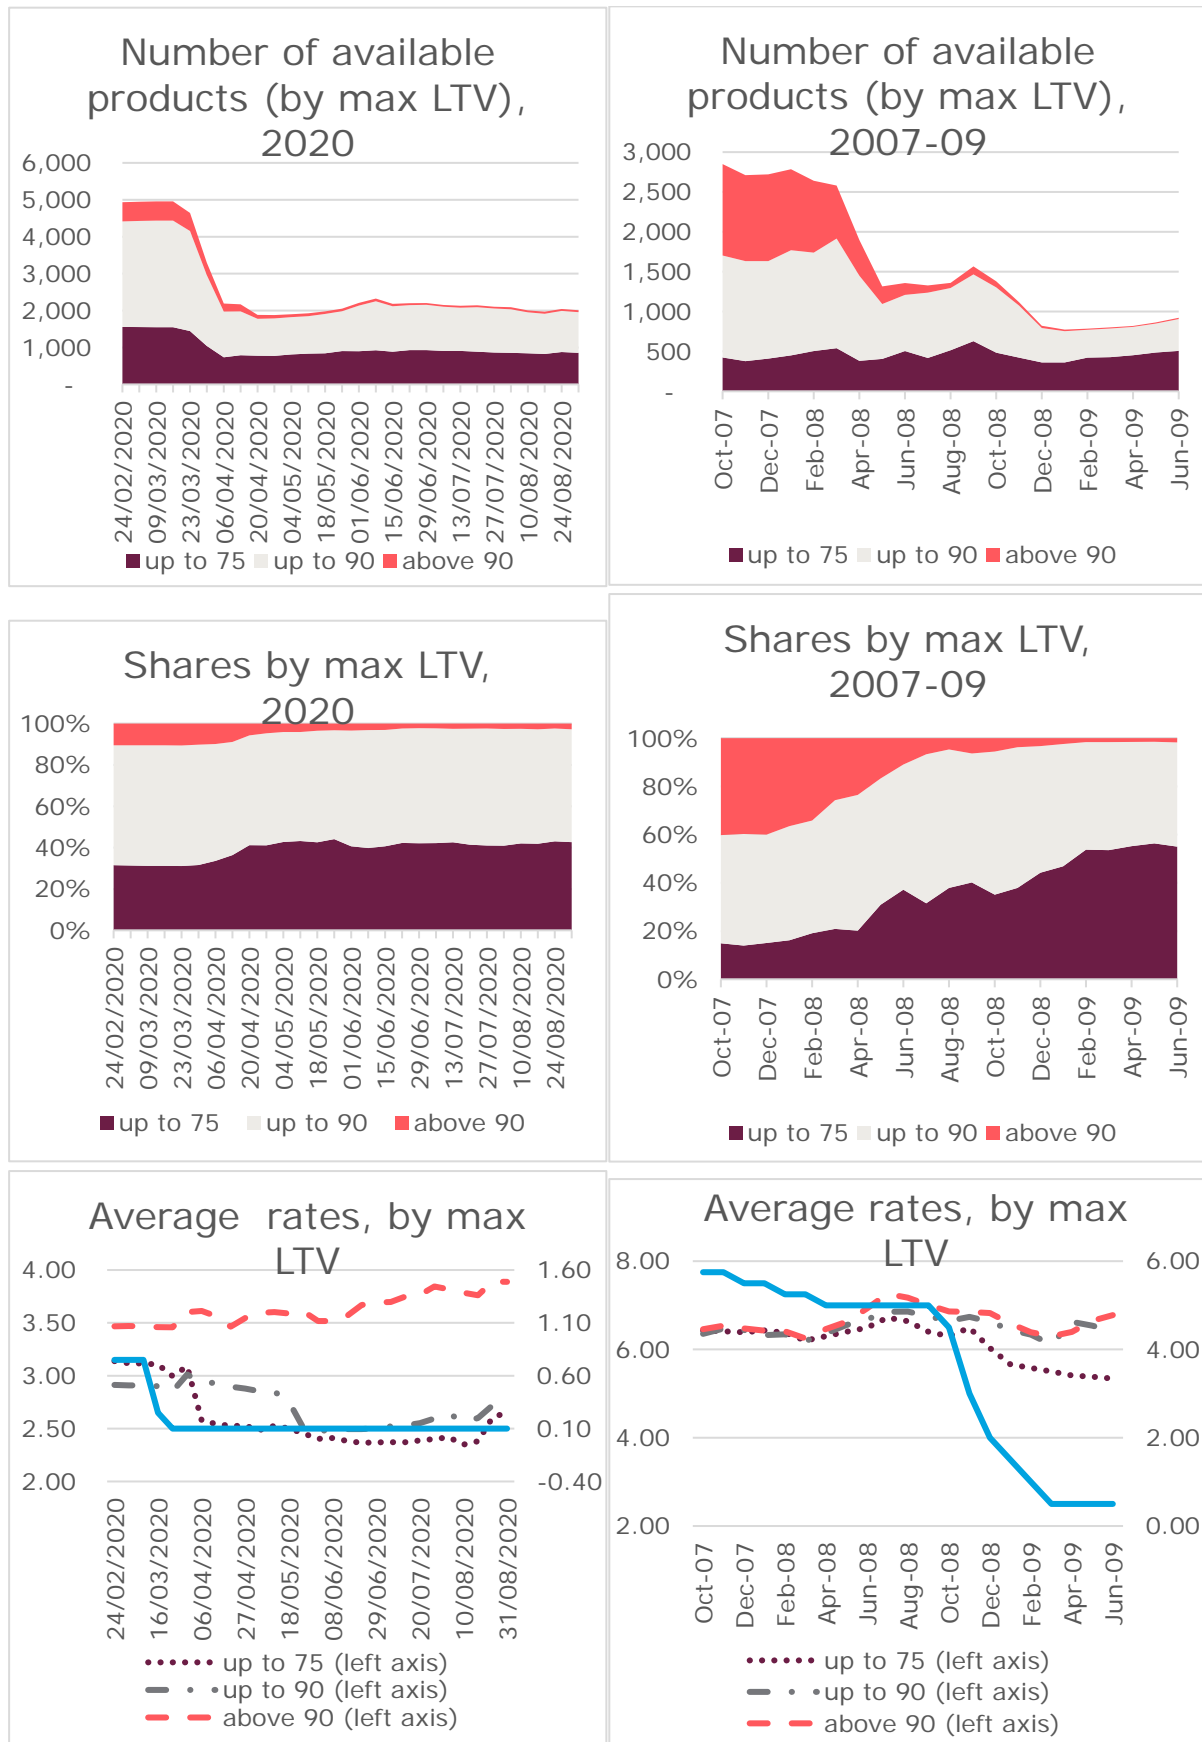 Number of available
products (by max LTV),
2020
6,000
5,000
4,000
3,000
2,000
1,000
-
24/02/2020
09/03/2020
23/03/2020
06/04/2020
20/04/2020
04/05/2020
18/05/2020
01/06/2020
15/06/2020
29/06/2020
13/07/2020
27/07/2020
10/08/2020
24/08/2020
up to 75 up to 90 above 90
Number of available
products (by max LTV),
2007-09
3,000
2,500
2,000
1,500
1,000
500
-
Oct-07
Dec-07
Feb-08
Apr-08
Jun-08
Aug-08
Oct-08
Dec-08
Feb-09
Apr-09
Jun-09
up to 75 up to 90 above 90
Shares by max LTV,
2020
100%
80%
60%
40%
20%
0%
24/02/2020
09/03/2020
23/03/2020
06/04/2020
20/04/2020
04/05/2020
18/05/2020
01/06/2020
15/06/2020
29/06/2020
13/07/2020
27/07/2020
10/08/2020
24/08/2020
up to 75 up to 90 above 90
Shares by max LTV,
2007-09
100%
80%
60%
40%
20%
0%
Oct-07
Dec-07
Feb-08
Apr-08
Jun-08
Aug-08
Oct-08
Dec-08
Feb-09
Apr-09
Jun-09
up to 75 up to 90 above 90
Average rates, by max
LTV
4.00
3.50
3.00
2.50
2.00
1.60
1.10
0.60
0.10
-0.40
24/02/2020
16/03/2020
06/04/2020
27/04/2020
18/05/2020
08/06/2020
29/06/2020
20/07/2020
10/08/2020
31/08/2020
up to 75 (left axis)
up to 90 (left axis)
above 90 (left axis)
Average rates, by max
LTV
8.00
6.00
4.00
2.00
6.00
4.00
2.00
0.00
Oct-07
Dec-07
Feb-08
Apr-08
Jun-08
Aug-08
Oct-08
Dec-08
Feb-09
Apr-09
Jun-09
up to 75 (left axis)
up to 90 (left axis)
above 90 (left axis)